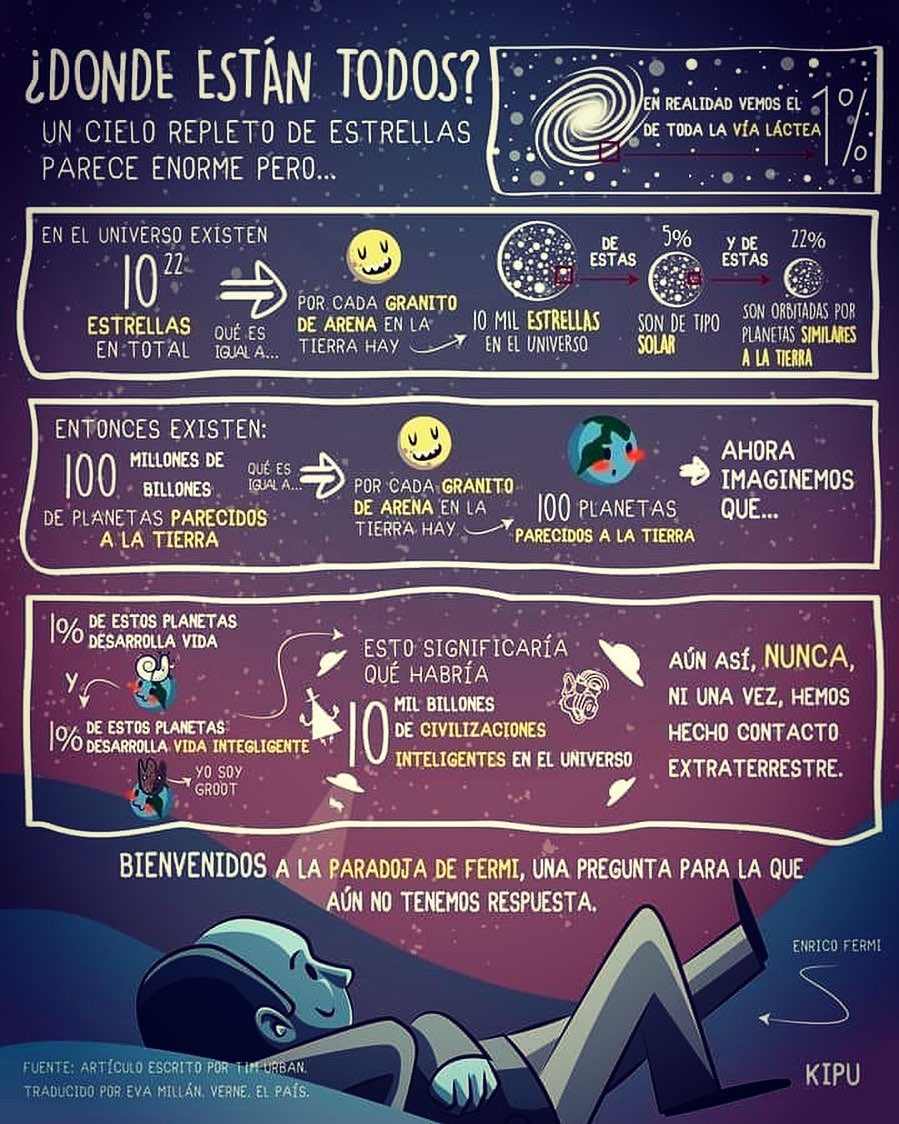 ¿DONDE ESTÁN TODOS?
UN CIELO REPLETO DE ESTRELLAS
PARECE ENORME PERO...
EN REALIDAD VEMOS EL 1%
DE TODA LA VÍA LÁCTEA
EN EL UNIVERSO EXISTEN
10²²
ESTRELLAS
EN TOTAL
QUÉ ES
IGUAL A...
POR CADA GRANITO
DE ARENA EN LA
TIERRA HAY
10 MIL ESTRELLAS
EN EL UNIVERSO
DE
ESTAS
5%
SON DE TIPO
SOLAR
Y DE
ESTAS
22%
SON ORBITADAS POR
PLANETAS SIMILARES
A LA TIERRA
ENTONCES EXISTEN:
100 MILLONES DE
BILLONES
DE PLANETAS PARECIDOS
A LA TIERRA
QUÉ ES
IGUAL A...
POR CADA GRANITO
DE ARENA EN LA
TIERRA HAY
100 PLANETAS
PARECIDOS A LA TIERRA
AHORA
IMAGINEMOS
QUE...
1% DE ESTOS PLANETAS
DESARROLLA VIDA
Y
1% DE ESTOS PLANETAS
DESARROLLA VIDA INTEGLIGENTE
YO SOY
GROOT
ESTO SIGNIFICARÍA
QUÉ HABRÍA
10 MIL BILLONES
DE CIVILIZACIONES
INTELIGENTES EN EL UNIVERSO
AÚN ASÍ, NUNCA,
NI UNA VEZ, HEMOS
HECHO CONTACTO
EXTRATERRESTRE.
BIENVENIDOS A LA PARADOJA DE FERMI, UNA PREGUNTA PARA LA QUE
AÚN NO TENEMOS RESPUESTA.
ENRICO FERMI
FUENTE: ARTÍCULO ESCRITO POR TIM URBAN.
TRADUCIDO POR EVA MILLÁN. VERNE. EL PAÍS.
KIPU